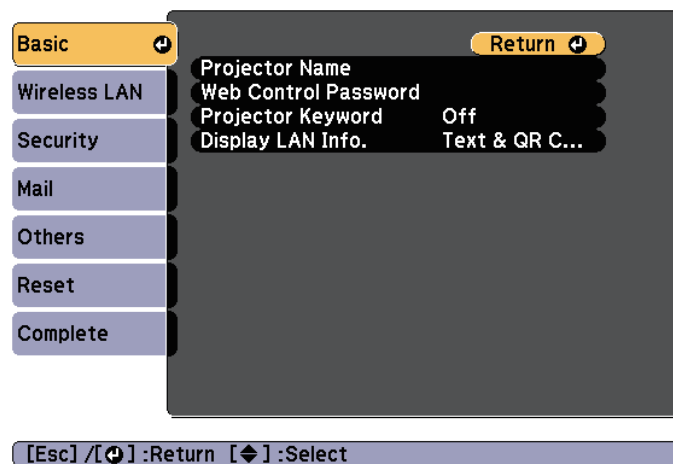 Basic
Wireless LAN
Security
Mail
Others
Reset
Complete
Return
Projector Name
Web Control Password
Projector Keyword Off
Display LAN Info. Text & QR C...
[Esc] /[ ] :Return [ ] :Select